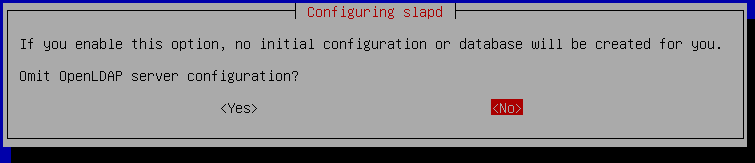 Configuring slapd
If you enable this option, no initial configuration or database will be created for you.
Omit OpenLDAP server configuration?
<Yes> <No>